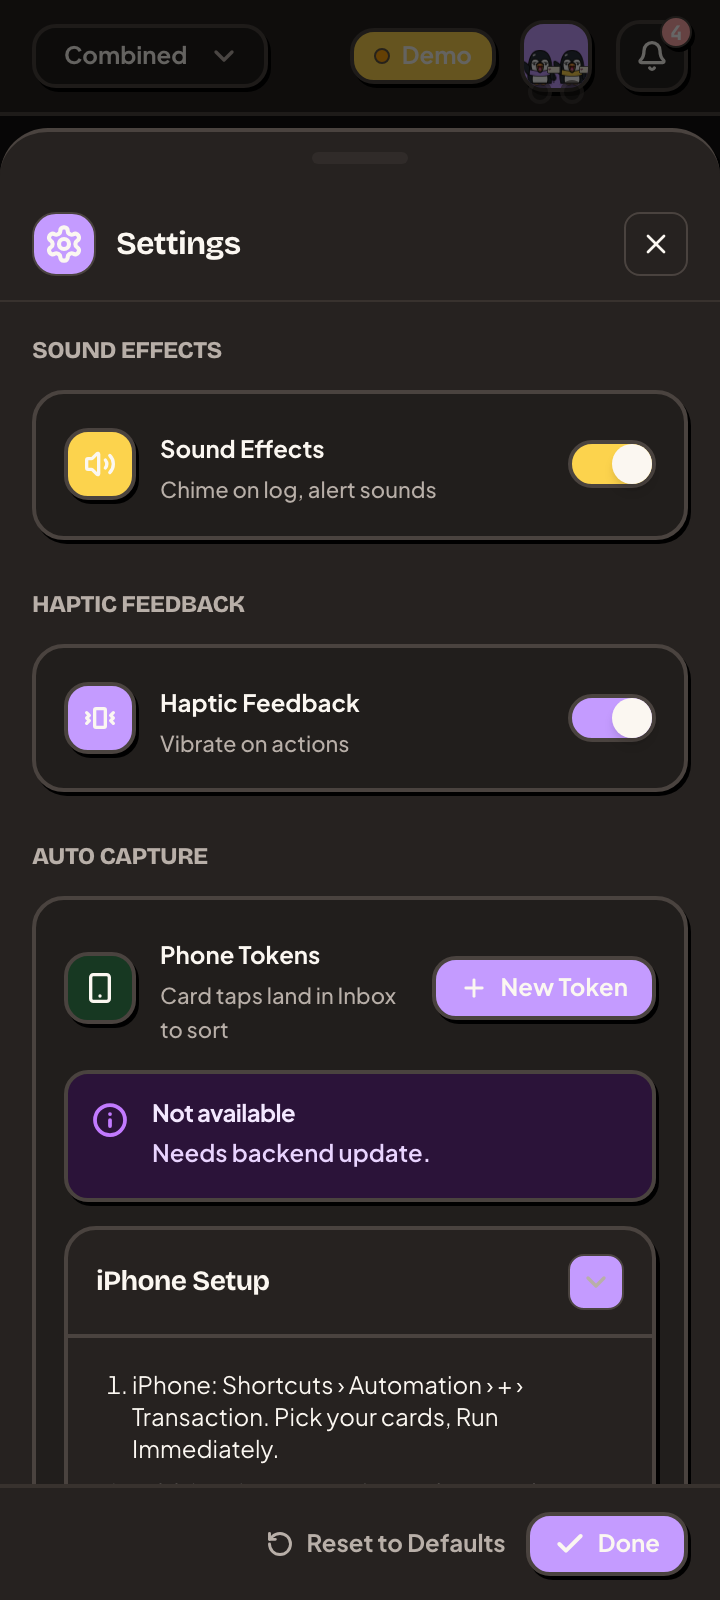 Combined
Demo
4
Settings
SOUND EFFECTS
Sound Effects
Chime on log, alert sounds
HAPTIC FEEDBACK
Haptic Feedback
Vibrate on actions
AUTO CAPTURE
Phone Tokens
Card taps land in Inbox
to sort
New Token
Not available
Needs backend update.
iPhone Setup
1. iPhone: Shortcuts › Automation › + ›
Transaction. Pick your cards, Run
Immediately.
Reset to Defaults
Done